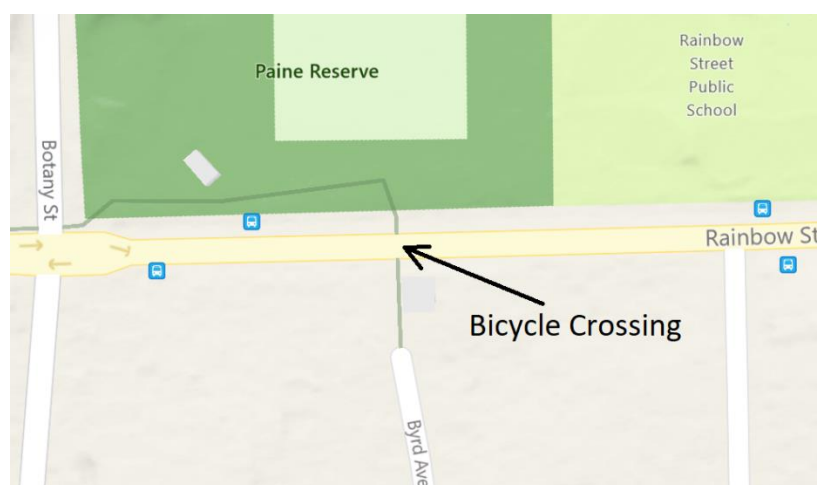 Paine Reserve
Rainbow
Street
Public
School
Botany St
Rainbow St
Bicycle Crossing
Byrd Ave